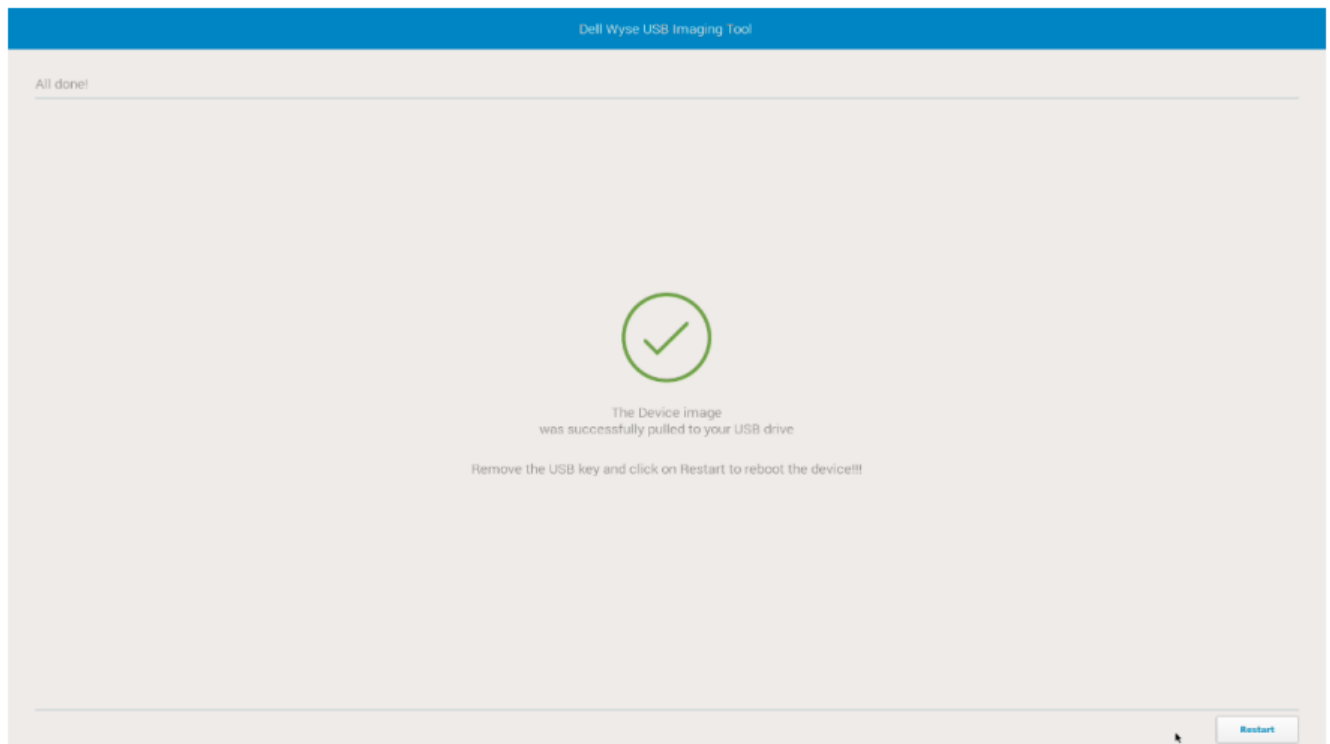 Dell Wyse USB Imaging Tool
All done!
The Device image
was successfully pulled to your USB drive
Remove the USB key and click on Restart to reboot the device!!!
Restart